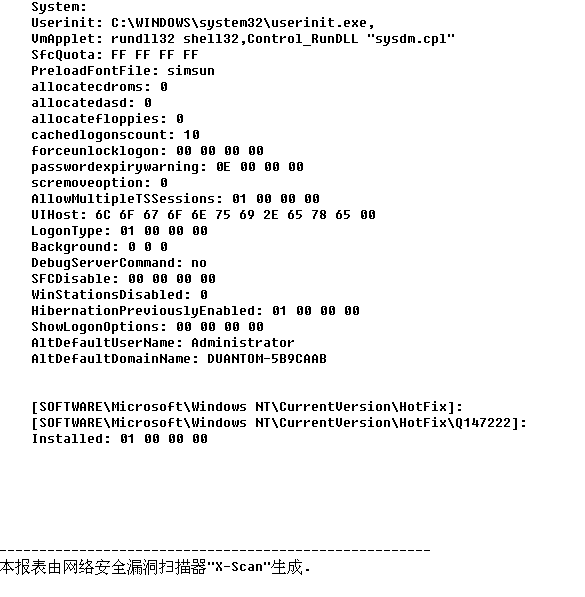 System:
Userinit: C:\WINDOWS\system32\userinit.exe,
VmApplet: rundll32 shell32,Control_RunDLL "sysdm.cpl"
SfcQuota: FF FF FF FF
PreloadFontFile: simsun
allocatecdroms: 0
allocatedasd: 0
allocatefloppies: 0
cachedlogonscount: 10
forceunlocklogon: 00 00 00 00
passwordexpirywarning: 0E 00 00 00
scremoveoption: 0
AllowMultipleTSSessions: 01 00 00 00
UIHost: 6C 6F 67 6F 6E 75 69 2E 65 78 65 00
LogonType: 01 00 00 00
Background: 0 0 0
DebugServerCommand: no
SFCDisable: 00 00 00 00
WinStationsDisabled: 0
HibernationPreviouslyEnabled: 01 00 00 00
ShowLogonOptions: 00 00 00 00
AltDefaultUserName: Administrator
AltDefaultDomainName: DUANTOM-5B9CAAB
[SOFTWARE\Microsoft\Windows NT\CurrentVersion\HotFix]:
[SOFTWARE\Microsoft\Windows NT\CurrentVersion\HotFix\Q147222]:
Installed: 01 00 00 00
------------------------------------------------------
本报表由网络安全漏洞扫描器"X-Scan"生成.